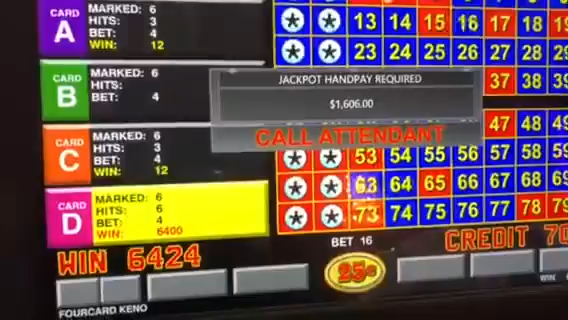 CARD A
MARKED: 6
HITS: 3
BET: 4
WIN: 12
CARD B
MARKED: 6
HITS:
BET: 4
CARD C
MARKED: 6
HITS: 3
BET: 4
WIN: 12
CARD D
MARKED: 6
HITS: 6
BET: 4
WIN: 6400
13 14 15 16 17 18 19
23 24 25 26 27 28 29
JACKPOT HANDPAY REQUIRED
$1,606.00
CALL ATTENDANT
37 38 39
47 48 49
53 54 55 56 57 58 59
63 64 65 66 67 68 69
73 74 75 76 77 78 79
WIN 6424
BET 16
CREDIT 70
25¢
WIN
FOURCARD KENO